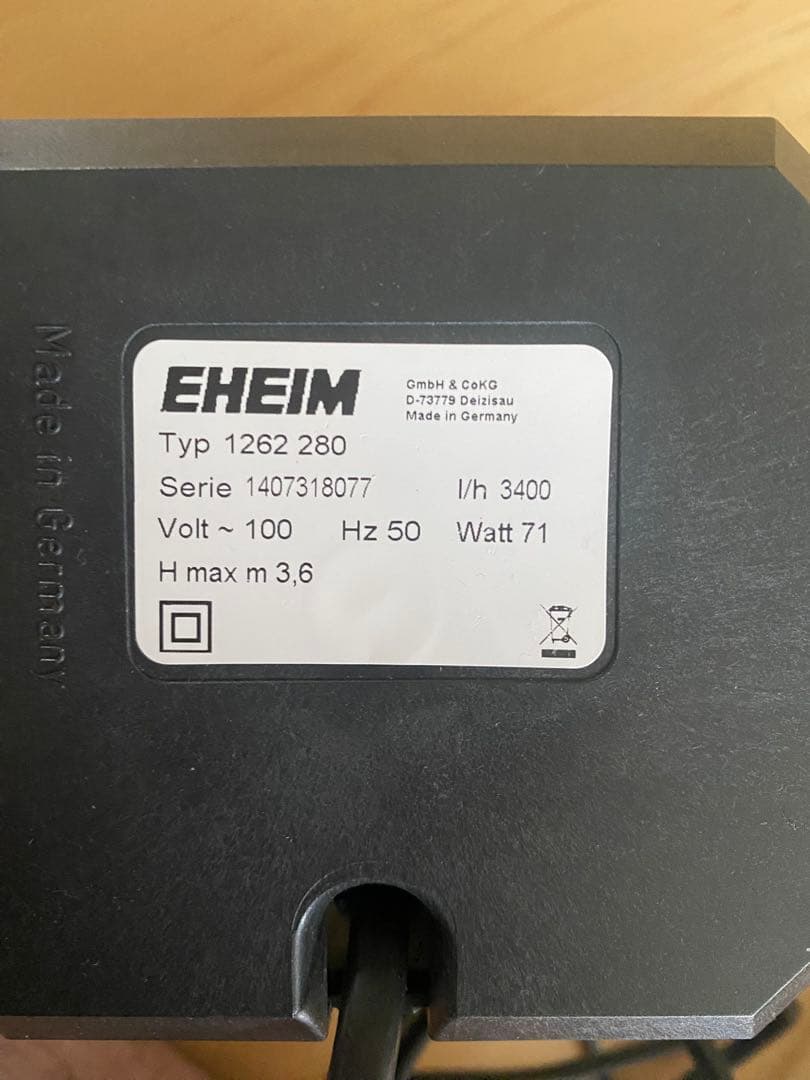 EHEIM
GmbH & CoKG
D-73779 Deizisau
Made in Germany
Typ 1262 280
Serie 1407318077 l/h 3400
Volt ~ 100 Hz 50 Watt 71
H max m 3,6
Made in Germany